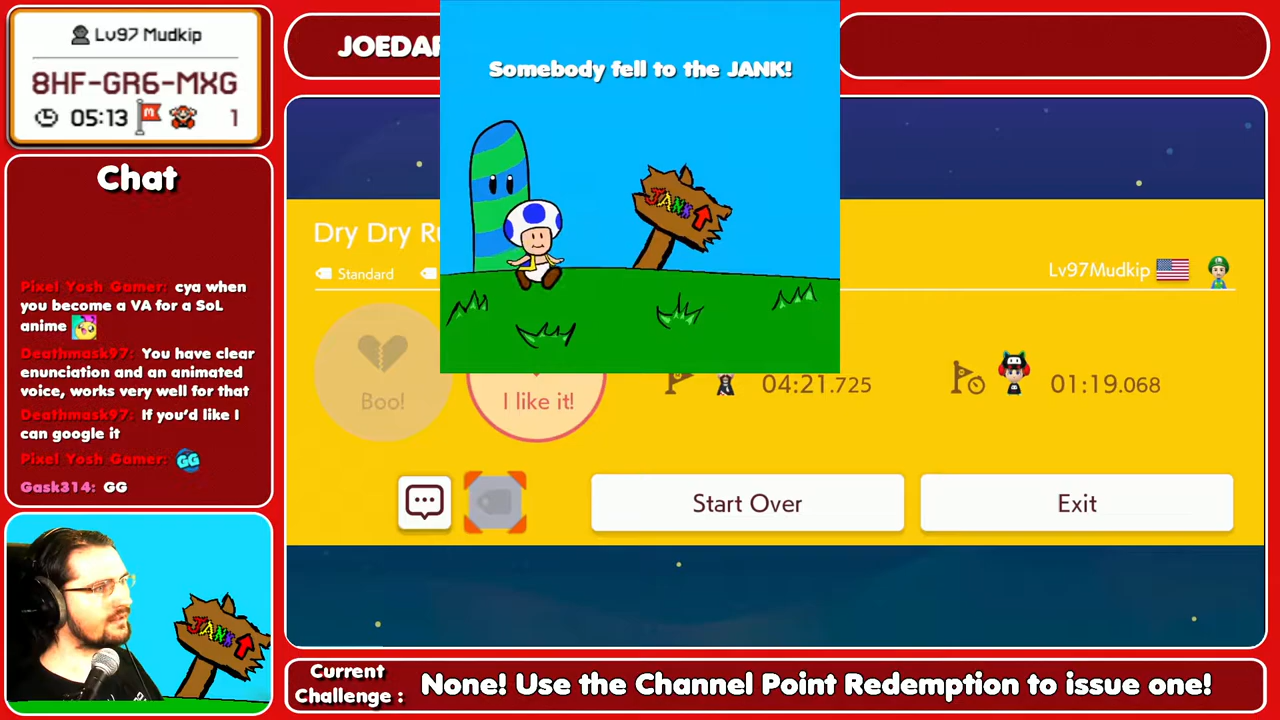 Lv97 Mudkip
8HF-GR6-MXG
05:13
1
JOEDAF
Somebody fell to the JANK!
JANK
Chat
Pixel Yosh Gamer: cya when
you become a VA for a SoL
anime
Deathmask97: You have clear
enunciation and an animated
voice, works very well for that
Deathmask97: If you'd like I
can google it
Pixel Yosh Gamer: GG
Gask314: GG
Dry Dry
Standard
Lv97Mudkip
Boo!
I like it!
04:21.725
01:19.068
Start Over
Exit
JANK
Current
Challenge :
None! Use the Channel Point Redemption to issue one!